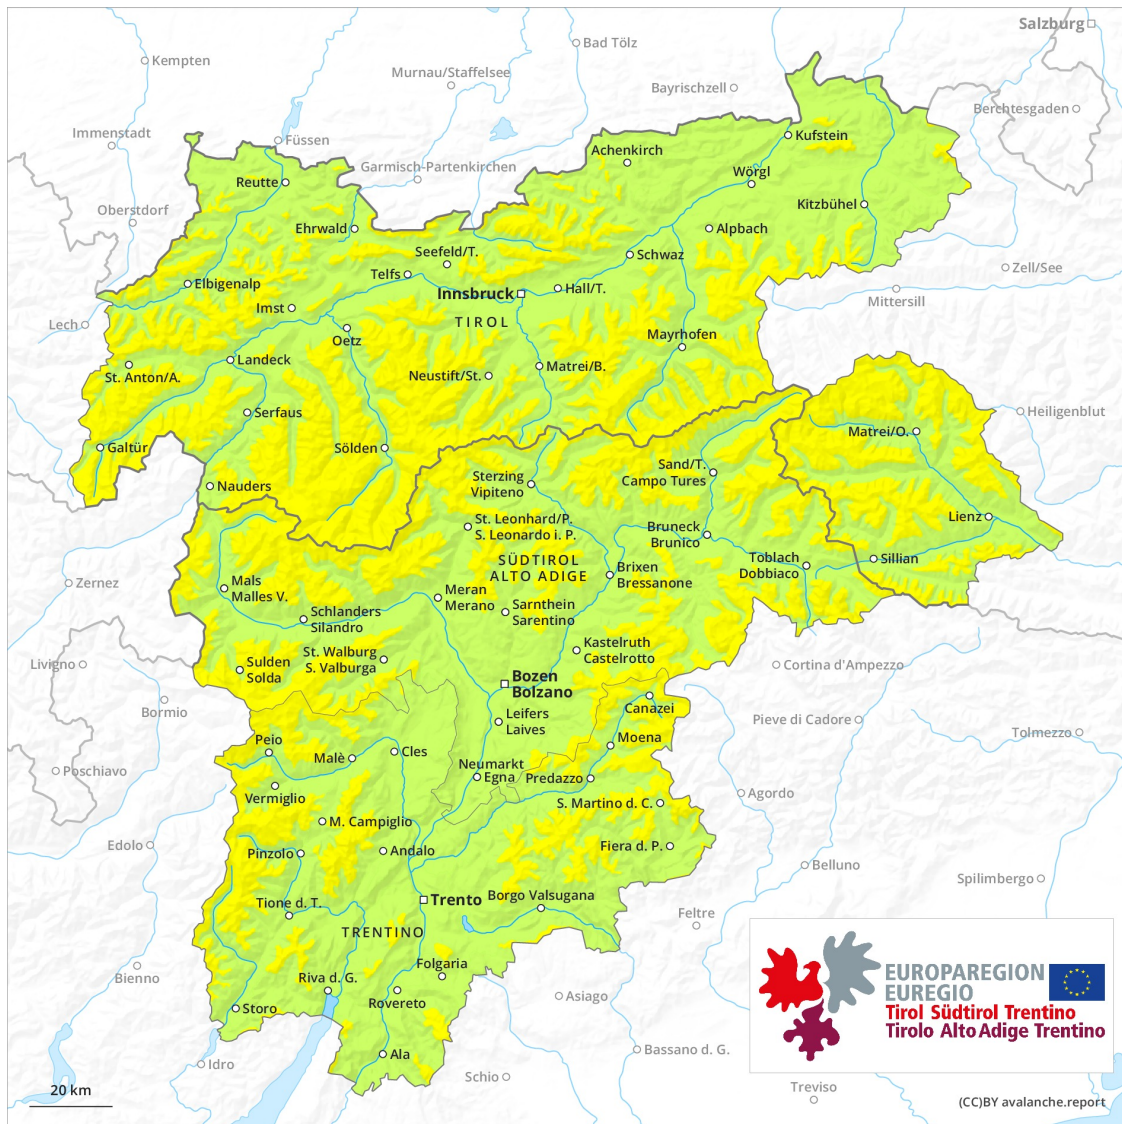 Salzburg
Bad Tölz
Kempten
Murnau/Staffelsee
Bayrischzell
Berchtesgaden
Immenstadt
Füssen
Kufstein
Achenkirch
Garmisch-Partenkirchen
Wörgl
Reutte
Kitzbühel
Oberstdorf
Ehrwald
Alpbach
Seefeld/T.
Schwaz
Zell/See
Telfs
Elbigenalp
Innsbruck
Hall/T.
Mittersill
Imst
TIROL
Lech
Oetz
Mayrhofen
Landeck
Matrei/B.
St. Anton/A.
Neustift/St.
Serfaus
Heiligenblut
Matrei/O.
Galtür
Sölden
Sand/T.
Campo Tures
Sterzing
Vipiteno
Nauders
Lienz
St. Leonhard/P.
S. Leonardo i. P.
Bruneck
Brunico
SÜDTIROL
ALTO ADIGE
Toblach
Dobbiaco
Sillian
Brixen
Bressanone
Zernez
Mals
Malles V.
Meran
Merano
Schlanders
Silandro
Sarnthein
Sarentino
Kastelruth
Castelrotto
St. Walburg
S. Valburga
Livigno
Sulden
Solda
Cortina d'Ampezzo
Bozen
Bolzano
Canazei
Bormio
Leifers
Laives
Pieve di Cadore
Tolmezzo
Peio
Moena
Cles
Malè
Neumarkt
Egna
Predazzo
Poschiavo
Vermiglio
Agordo
S. Martino d. C.
M. Campiglio
Edolo
Pinzolo
Andalo
Fiera d. P.
Belluno
Spilimbergo
Borgo Valsugana
Trento
Tione d. T.
Feltre
TRENTINO
Folgaria
Bienno
Riva d. G.
Rovereto
Asiago
Storo
EUROPAREGION
EUREGIO
Tirol Südtirol Trentino
Tirolo Alto Adige Trentino
Ala
Bassano d. G.
Idro
Schio
20 km
Treviso
(CC)BY avalanche.report